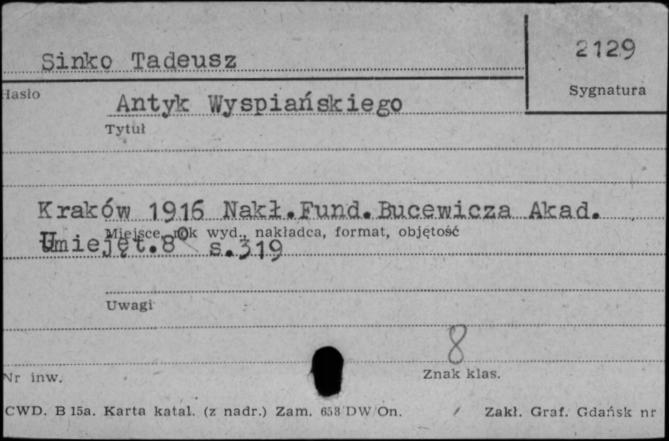 Sinko Tadeusz
2129
Hasło
Sygnatura
Antyk Wyspiańskiego
Tytuł
Kraków 1916 Nakł.Fund.Bucewicza Akad.
Miejsce, rok wyd., nakładca, format, objętość
Umiejęt.8° s.319
Uwagi
8
Nr inw.
Znak klas.
CWD. B 15a. Karta katal. (z nadr.) Zam. 658/DW/On.
Zakł. Graf. Gdańsk nr